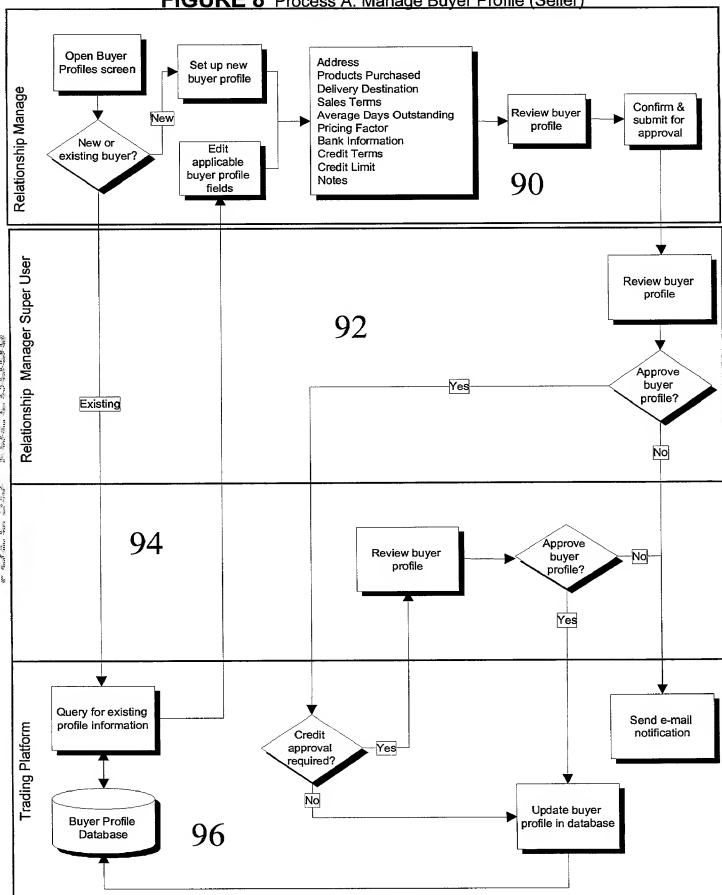 FIGURE 8 Process A: Manage Buyer Profile (Seller)
Relationship Manage
Open Buyer
Profiles screen
New or
existing buyer?
New
Set up new
buyer profile
Edit
applicable
buyer profile
fields
Address
Products Purchased
Delivery Destination
Sales Terms
Average Days Outstanding
Pricing Factor
Bank Information
Credit Terms
Credit Limit
Notes
Review buyer
profile
Confirm &
submit for
approval
90
Relationship Manager Super User
Existing
92
Review buyer
profile
Approve
buyer
profile?
Yes
No
94
Review buyer
profile
Approve
buyer
profile?
No
Yes
Trading Platform
Query for existing
profile information
Buyer Profile
Database
96
Credit
approval
required?
Yes
No
Update buyer
profile in database
Send e-mail
notification